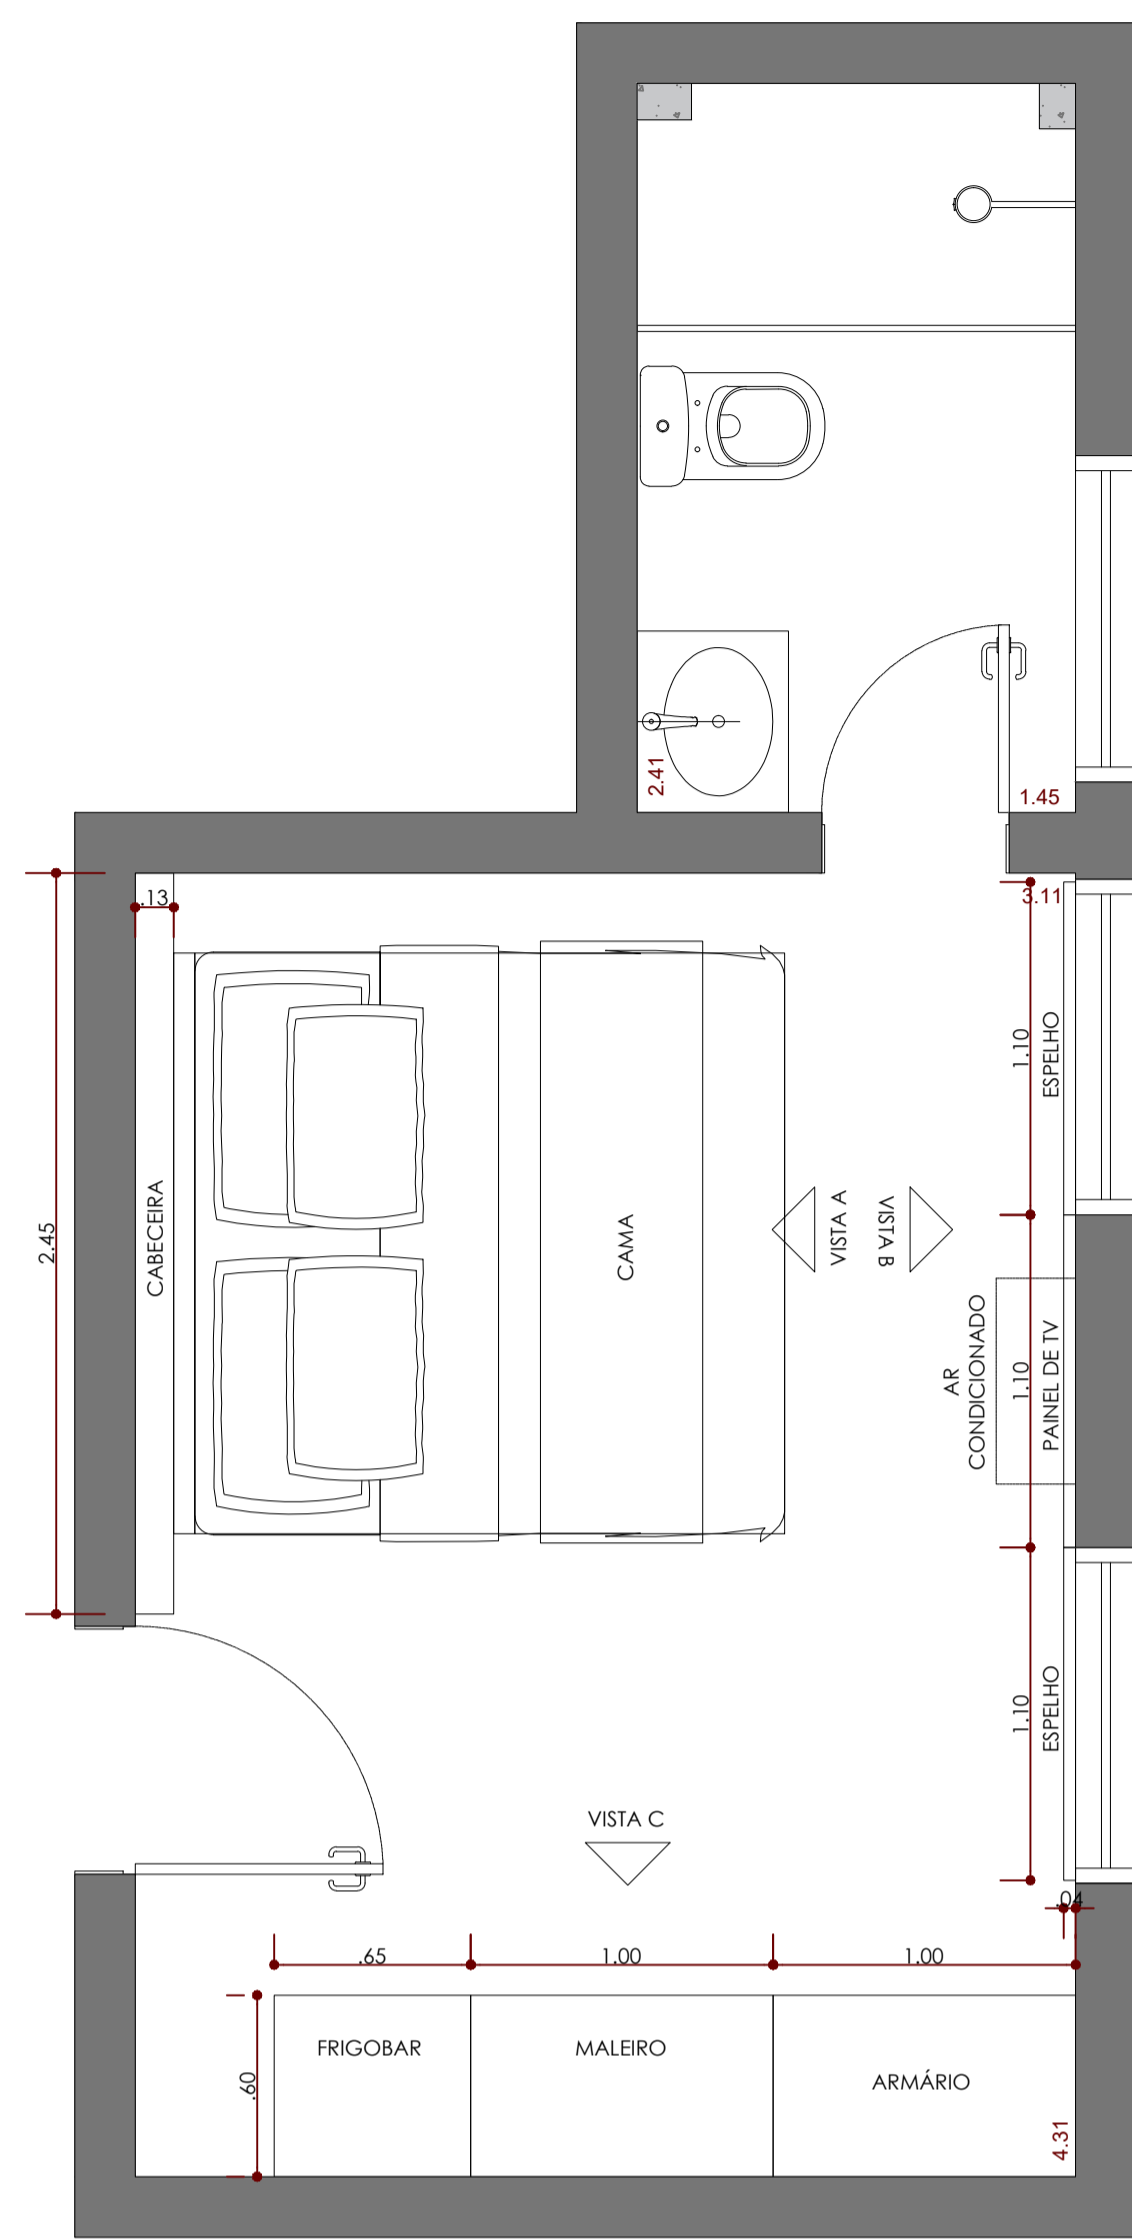 2.41
1.45
.13
3.11
1.10
ESPELHO
2.45
CABECEIRA
CAMA
VISTA A
VISTA B
AR
CONDICIONADO
1.10
PAINEL DE TV
1.10
ESPELHO
VISTA C
.04
.65
1.00
1.00
.60
FRIGOBAR
MALEIRO
ARMÁRIO
4.31